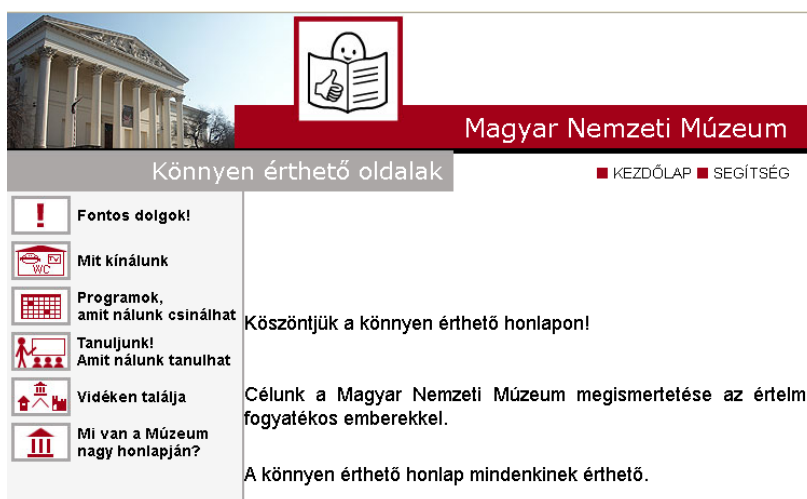 Magyar Nemzeti Múzeum
Könnyen érthető oldalak
KEZDŐLAP SEGÍTSÉG
Fontos dolgok!
WC
Mit kínálunk
Programok,
amit nálunk csinálhat
Tanuljunk!
Amit nálunk tanulhat
Vidéken találja
Mi van a Múzeum
nagy honlapján?
Köszöntjük a könnyen érthető honlapon!
Célunk a Magyar Nemzeti Múzeum megismertetése az értelm
fogyatékos emberekkel.
A könnyen érthető honlap mindenkinek érthető.